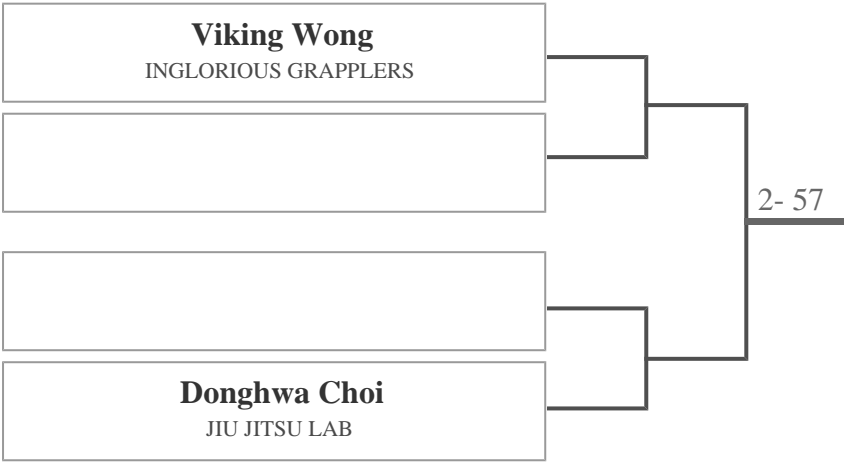 Viking Wong
INGLORIOUS GRAPPLERS
2- 57
Donghwa Choi
JIU JITSU LAB